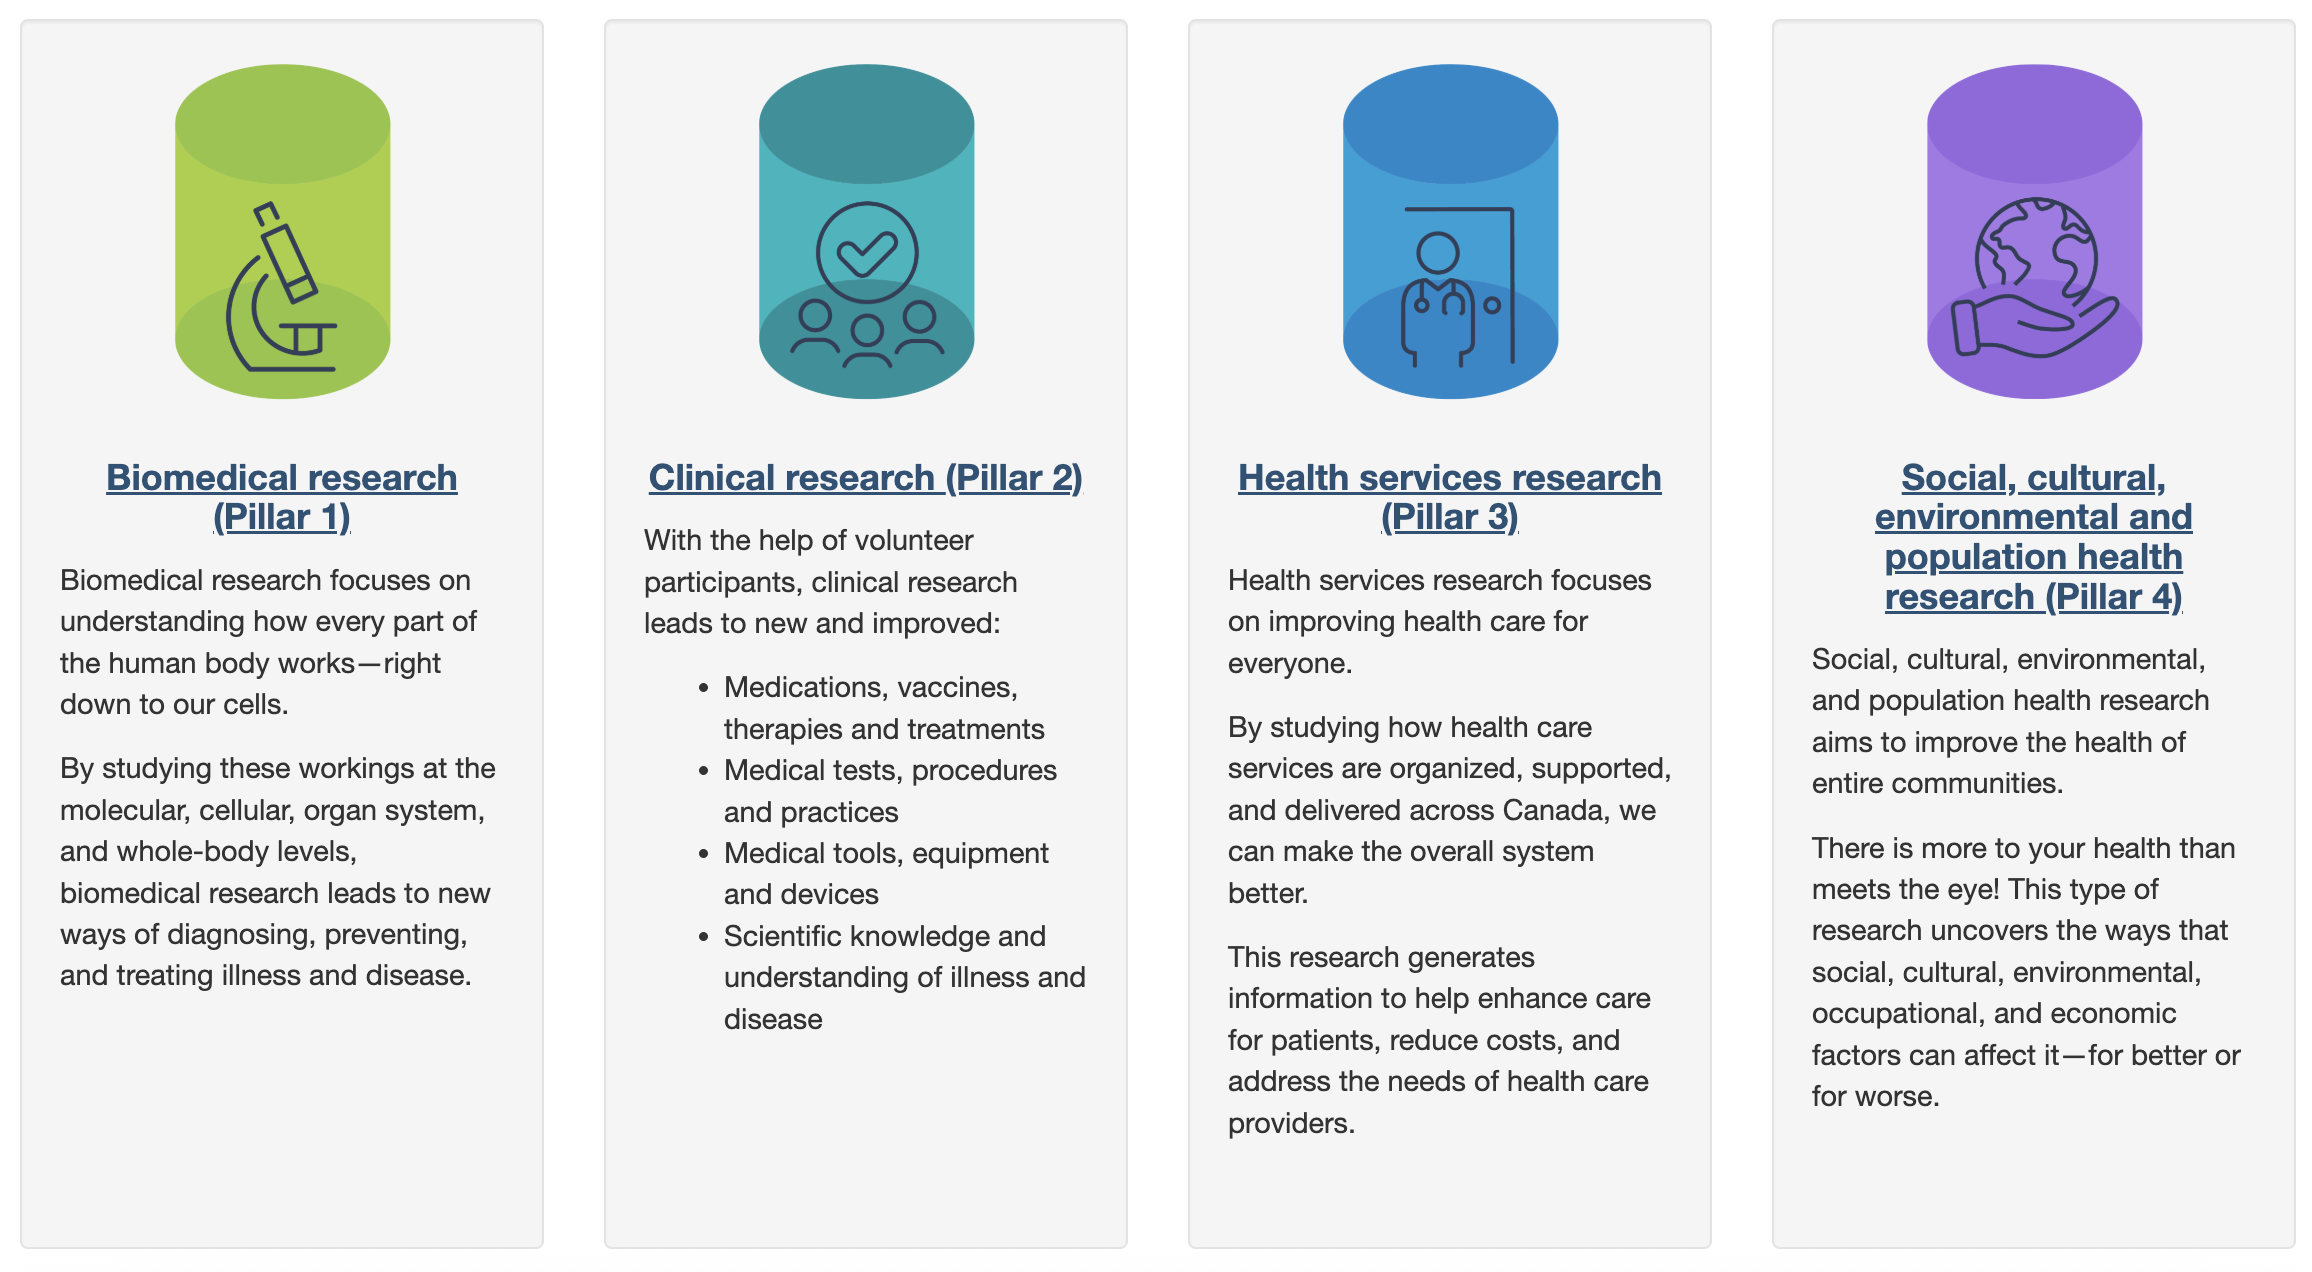 Biomedical research
(Pillar 1)
Biomedical research focuses on
understanding how every part of
the human body works—right
down to our cells.
By studying these workings at the
molecular, cellular, organ system,
and whole-body levels,
biomedical research leads to new
ways of diagnosing, preventing,
and treating illness and disease.
Clinical research (Pillar 2)
With the help of volunteer
participants, clinical research
leads to new and improved:
• Medications, vaccines,
therapies and treatments
• Medical tests, procedures
and practices
• Medical tools, equipment
and devices
• Scientific knowledge and
understanding of illness and
disease
Health services research
(Pillar 3)
Health services research focuses
on improving health care for
everyone.
By studying how health care
services are organized, supported,
and delivered across Canada, we
can make the overall system
better.
This research generates
information to help enhance care
for patients, reduce costs, and
address the needs of health care
providers.
Social, cultural,
environmental and
population health
research (Pillar 4)
Social, cultural, environmental,
and population health research
aims to improve the health of
entire communities.
There is more to your health than
meets the eye! This type of
research uncovers the ways that
social, cultural, environmental,
occupational, and economic
factors can affect it—for better or
for worse.